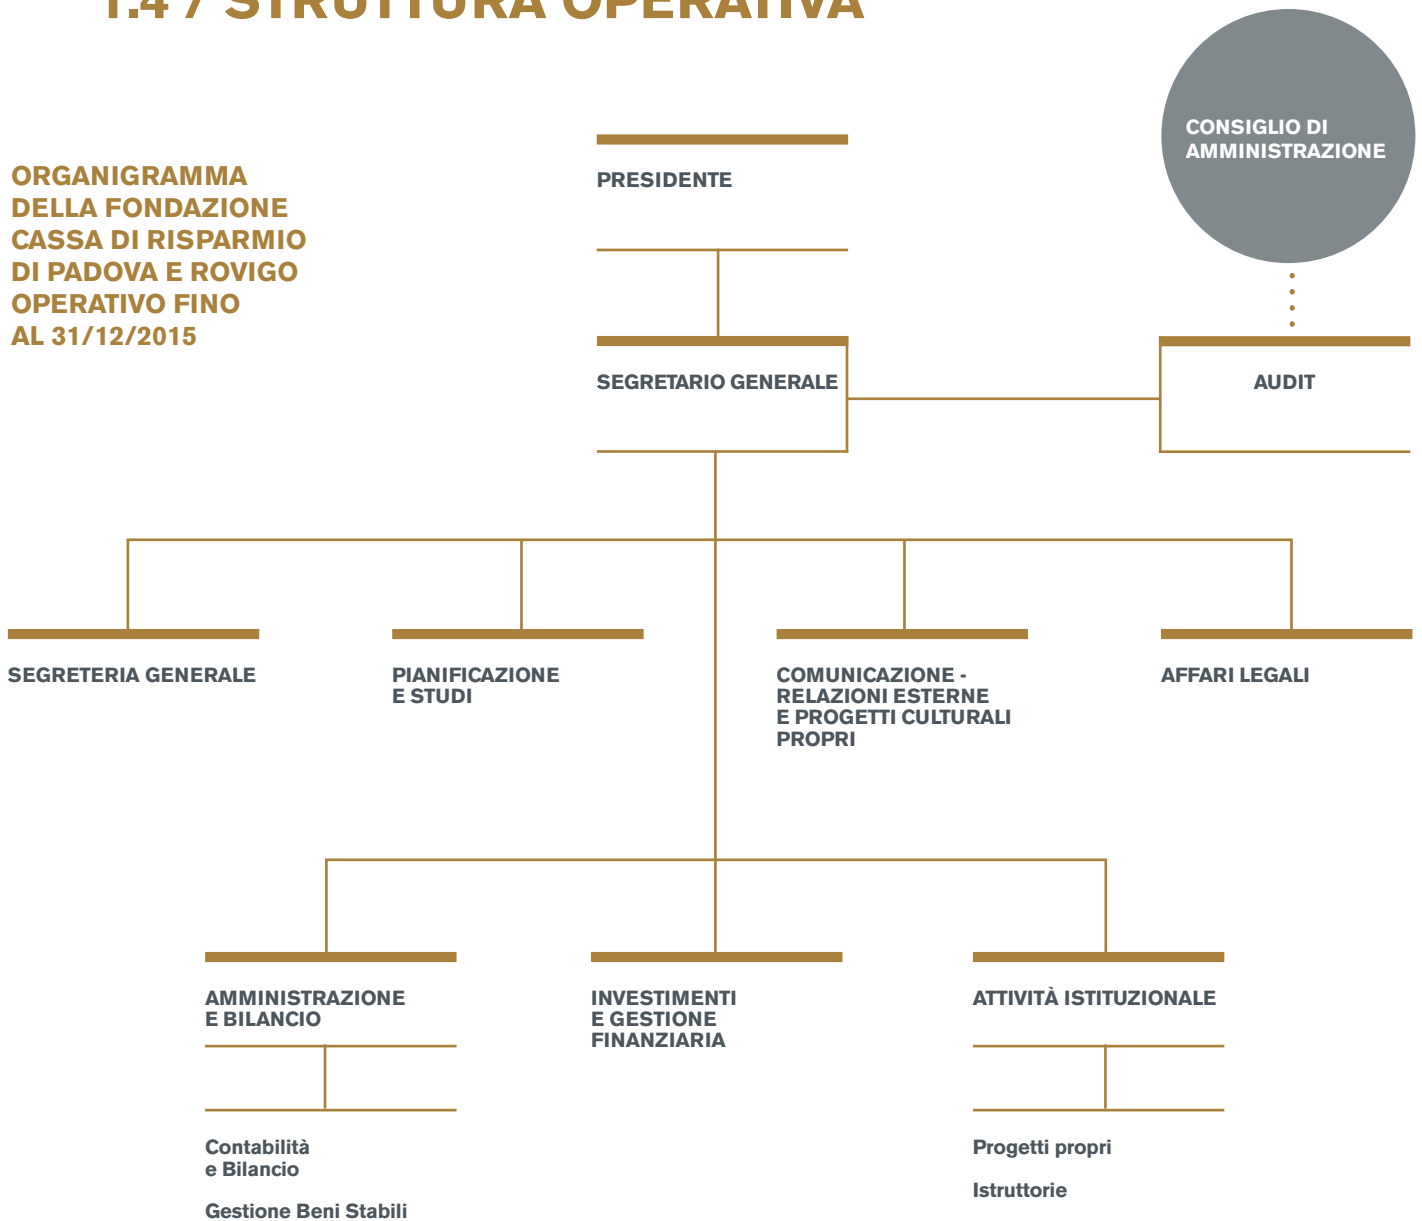 1.4 / STRUTTURA OPERATIVA
CONSIGLIO DI
AMMINISTRAZIONE
ORGANIGRAMMA
DELLA FONDAZIONE
CASSA DI RISPARMIO
DI PADOVA E ROVIGO
OPERATIVO FINO
AL 31/12/2015
PRESIDENTE
SEGRETARIO GENERALE
AUDIT
SEGRETERIA GENERALE
PIANIFICAZIONE
E STUDI
COMUNICAZIONE -
RELAZIONI ESTERNE
E PROGETTI CULTURALI
PROPRI
AFFARI LEGALI
AMMINISTRAZIONE
E BILANCIO
INVESTIMENTI
E GESTIONE
FINANZIARIA
ATTIVITÀ ISTITUZIONALE
Contabilità
e Bilancio
Gestione Beni Stabili
Progetti propri
Istruttorie